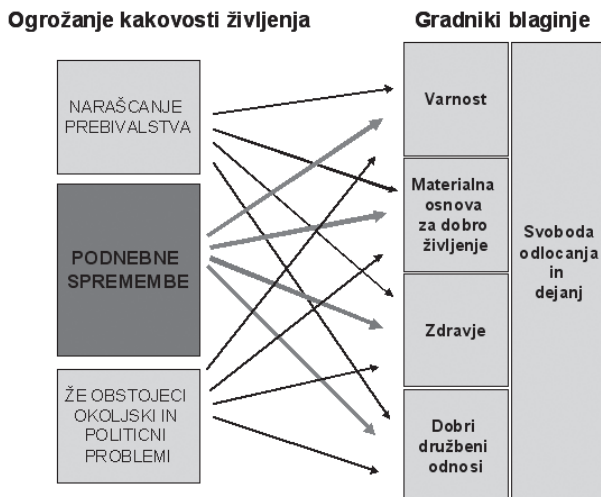 Ogrožanje kakovosti življenja
Gradniki blaginje
NARAŠCANJE
PREBIVALSTVA
PODNEBNE
SPREMEMBE
ŽE OBSTOJECI
OKOLJSKI IN
POLITICNI
PROBLEMI
Varnost
Materialna
osnova
za dobro
življenje
Zdravje
Dobri
družbeni
odnosi
Svoboda
odlocanja
in
dejanj